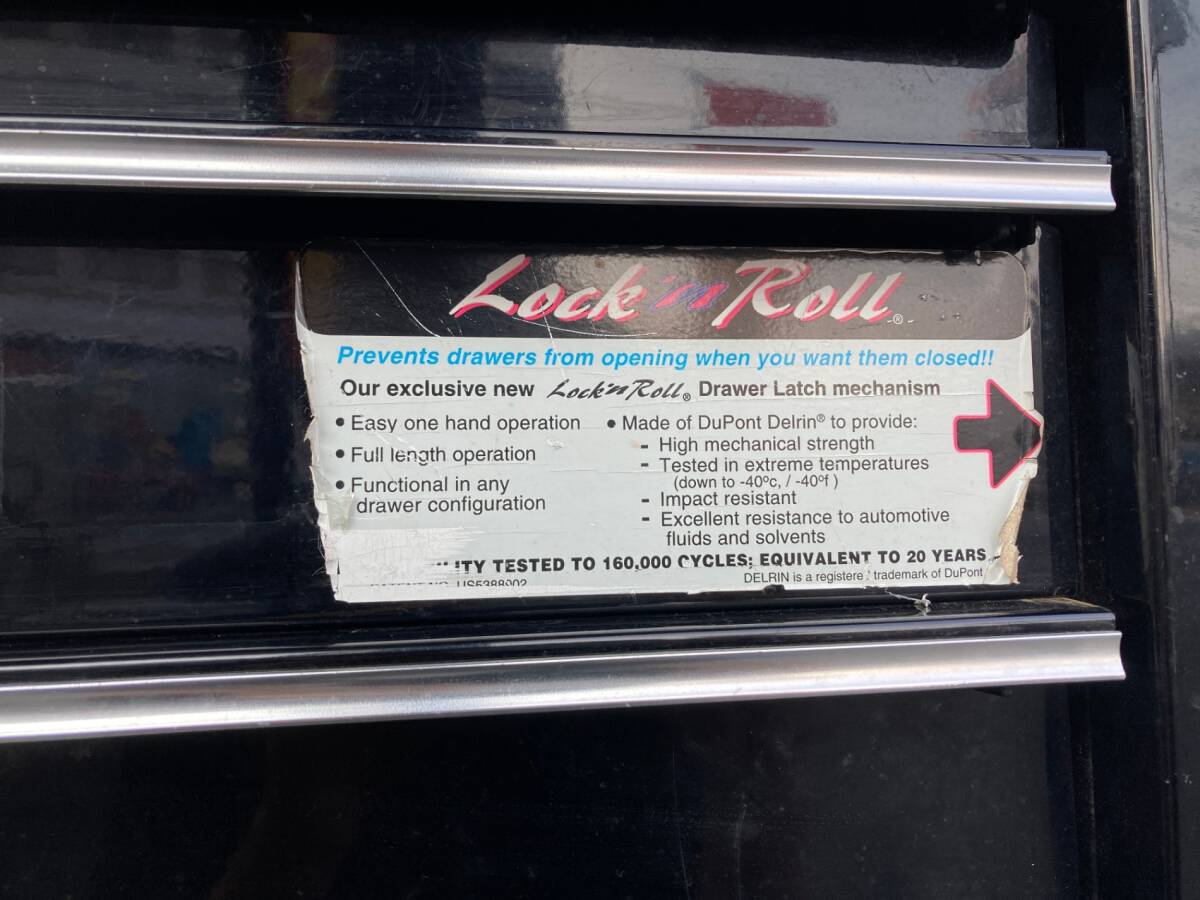 Lock 'n Roll ®
Prevents drawers from opening when you want them closed!!
Our exclusive new Lock'n Roll® Drawer Latch mechanism
• Easy one hand operation
• Full length operation
• Functional in any
drawer configuration
• Made of DuPont Delrin® to provide:
- High mechanical strength
- Tested in extreme temperatures
(down to -40ºc, / -40ºf )
- Impact resistant
- Excellent resistance to automotive
fluids and solvents
TESTED TO 160,000 CYCLES; EQUIVALENT TO 20 YEARS
US5388902
DELRIN is a registere trademark of DuPont